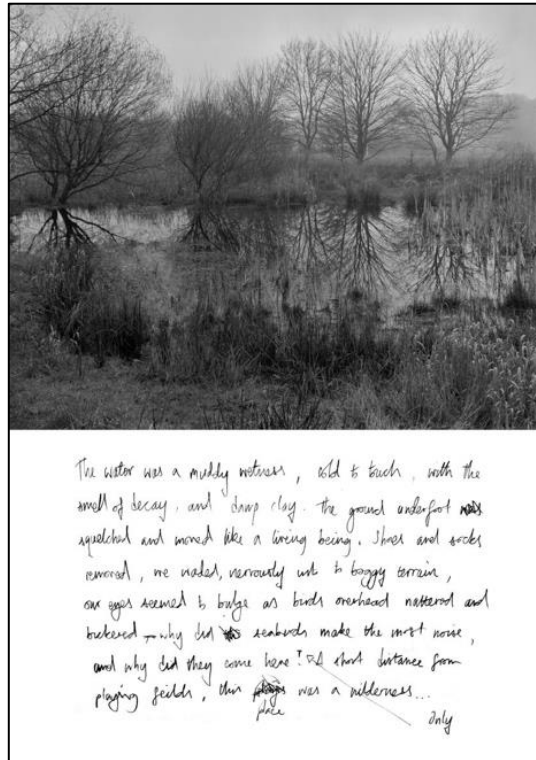 The water was a muddy wetness, cold to touch, with the
smell of decay, and damp clay. The ground underfoot
squelched and moved like a living being. Shoes and socks
removed, we waded, nervously into boggy terrain,
our eyes seemed to bulge as birds overhead nattered and
bickered - why did seabirds make the most noise,
and why did they come here? A short distance from
playing feilds, this was a wilderness...
place
only